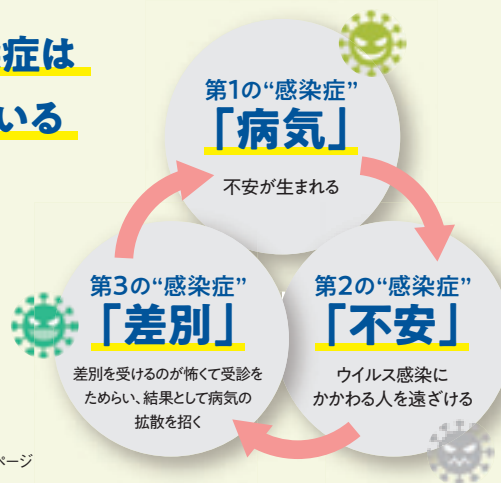 症は
いる
第1の“感染症”
「病気」
不安が生まれる
第3の“感染症”
「差別」
差別を受けるのが怖くて受診を
ためらい、結果として病気の
拡散を招く
第2の“感染症”
「不安」
ウイルス感染に
かかわる人を遠ざける
ページ